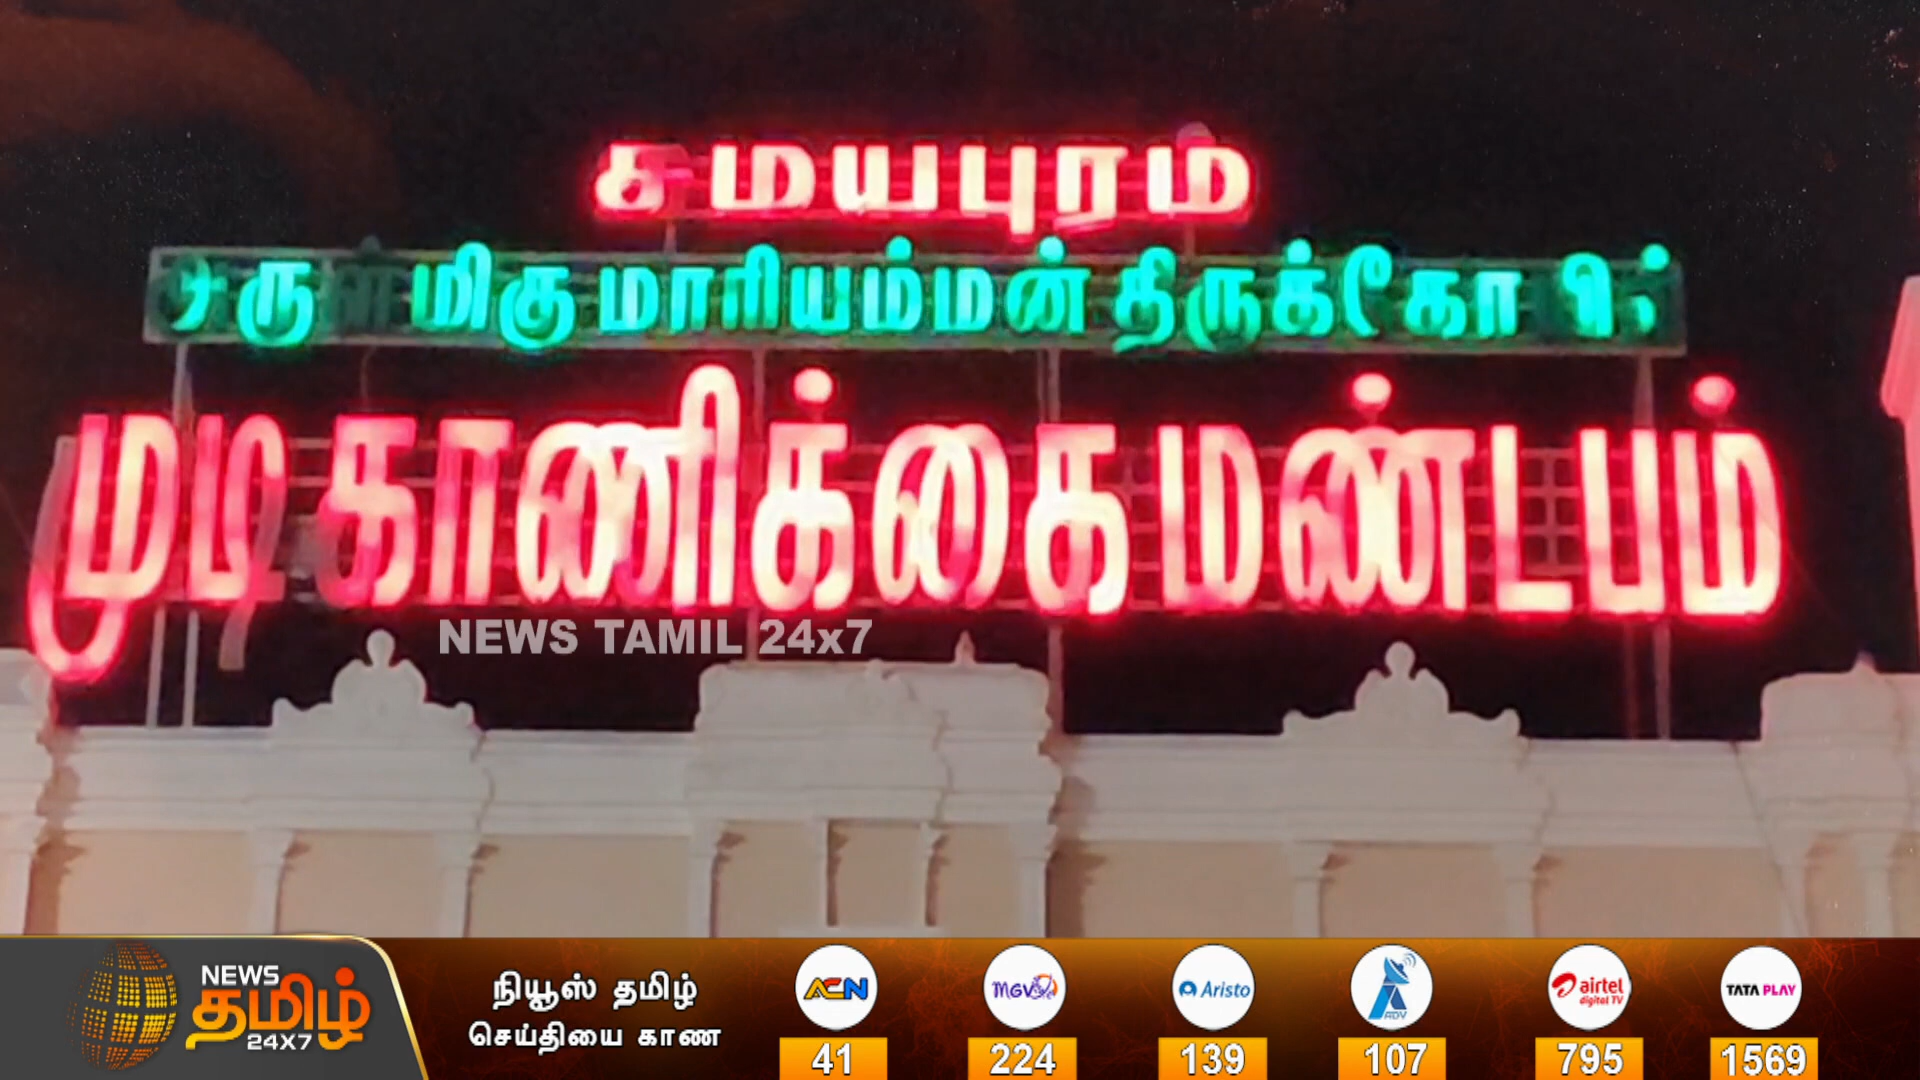 சமயபுரம்
அருள்மிகு மாரியம்மன் திருக்கோயில்
முடிகாணிக்கை மண்டபம்
NEWS TAMIL 24x7
NEWS
தமிழ்
24X7
நியூஸ் தமிழ்
செய்தியை காண
ACN
41
MGV
224
Aristo
139
ADV
107
airtel
digital TV
795
TATA PLAY
1569